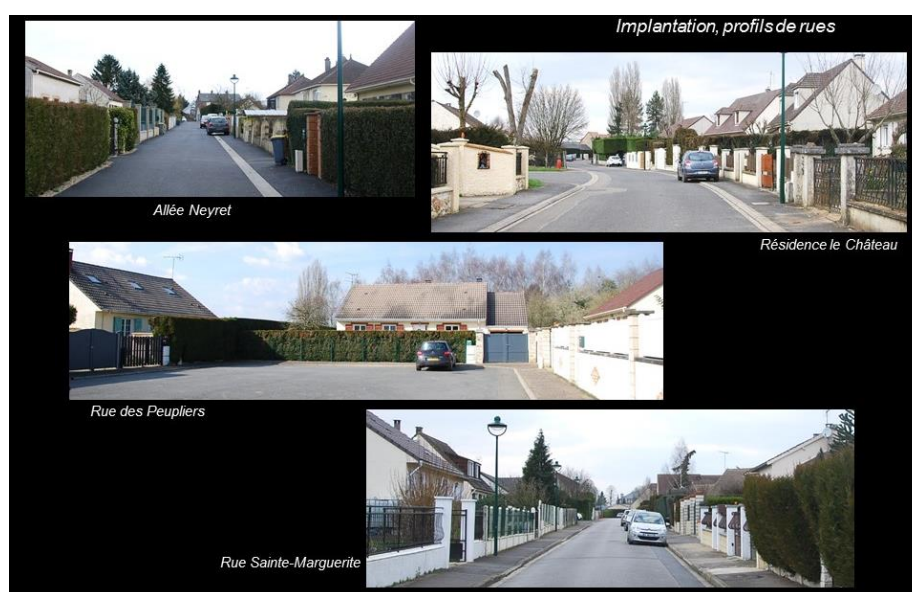 Implantation, profils de rues
Allée Neyret
Résidence le Château
Rue des Peupliers
Rue Sainte-Marguerite